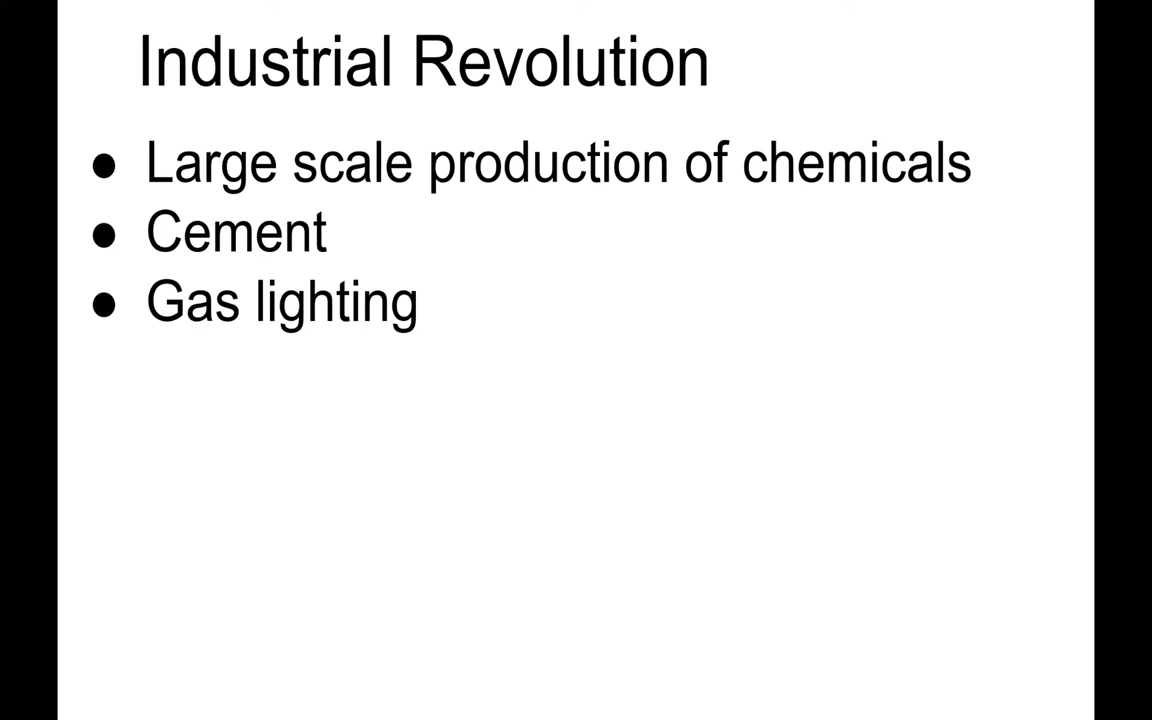 Industrial Revolution
● Large scale production of chemicals
● Cement
● Gas lighting